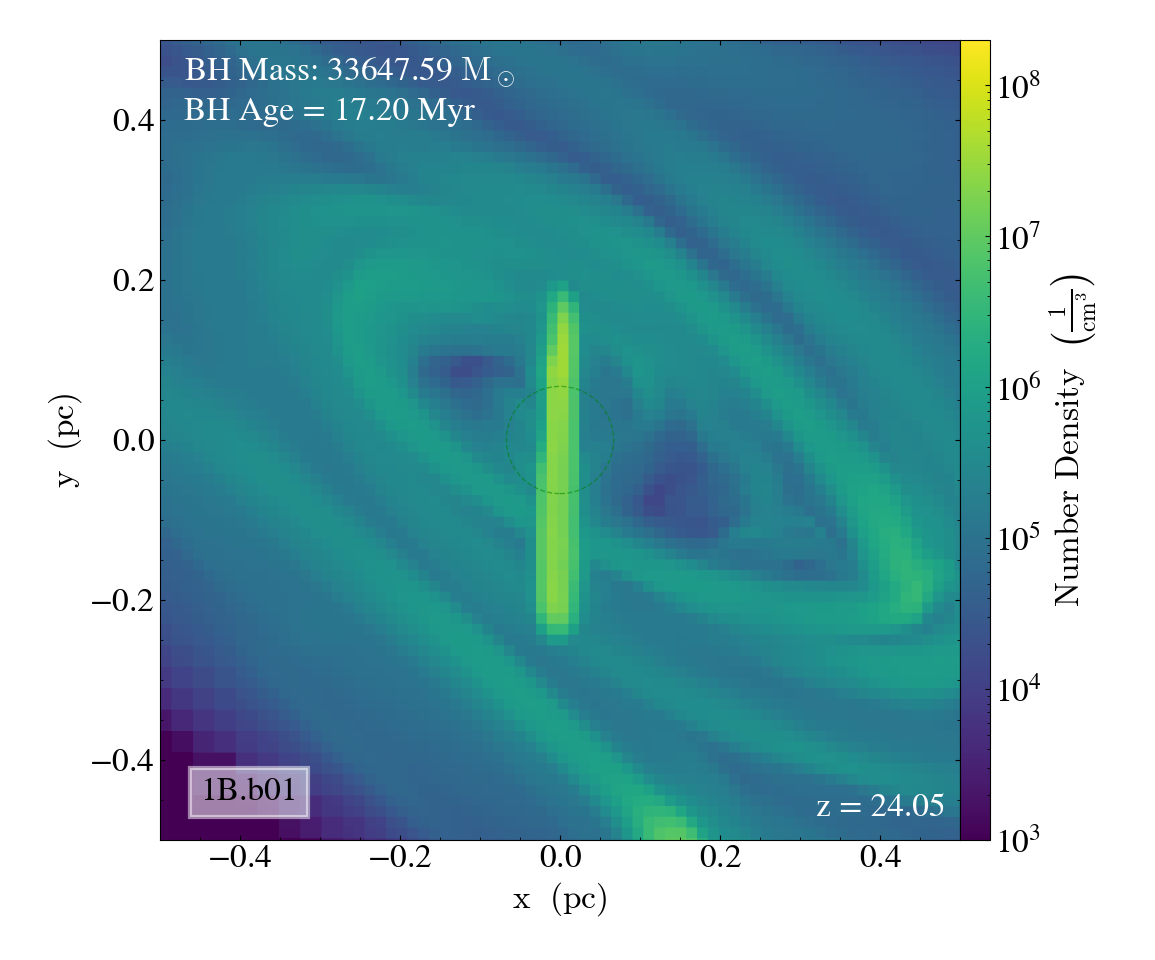 BH Mass: 33647.59 M⊙
BH Age = 17.20 Myr
0.4
0.2
0.0
−0.2
−0.4
y (pc)
1B.b01
z = 24.05
−0.4 −0.2 0.0 0.2 0.4
x (pc)
10⁸
10⁷
10⁶
10⁵
10⁴
10³
Number Density (1/cm³)